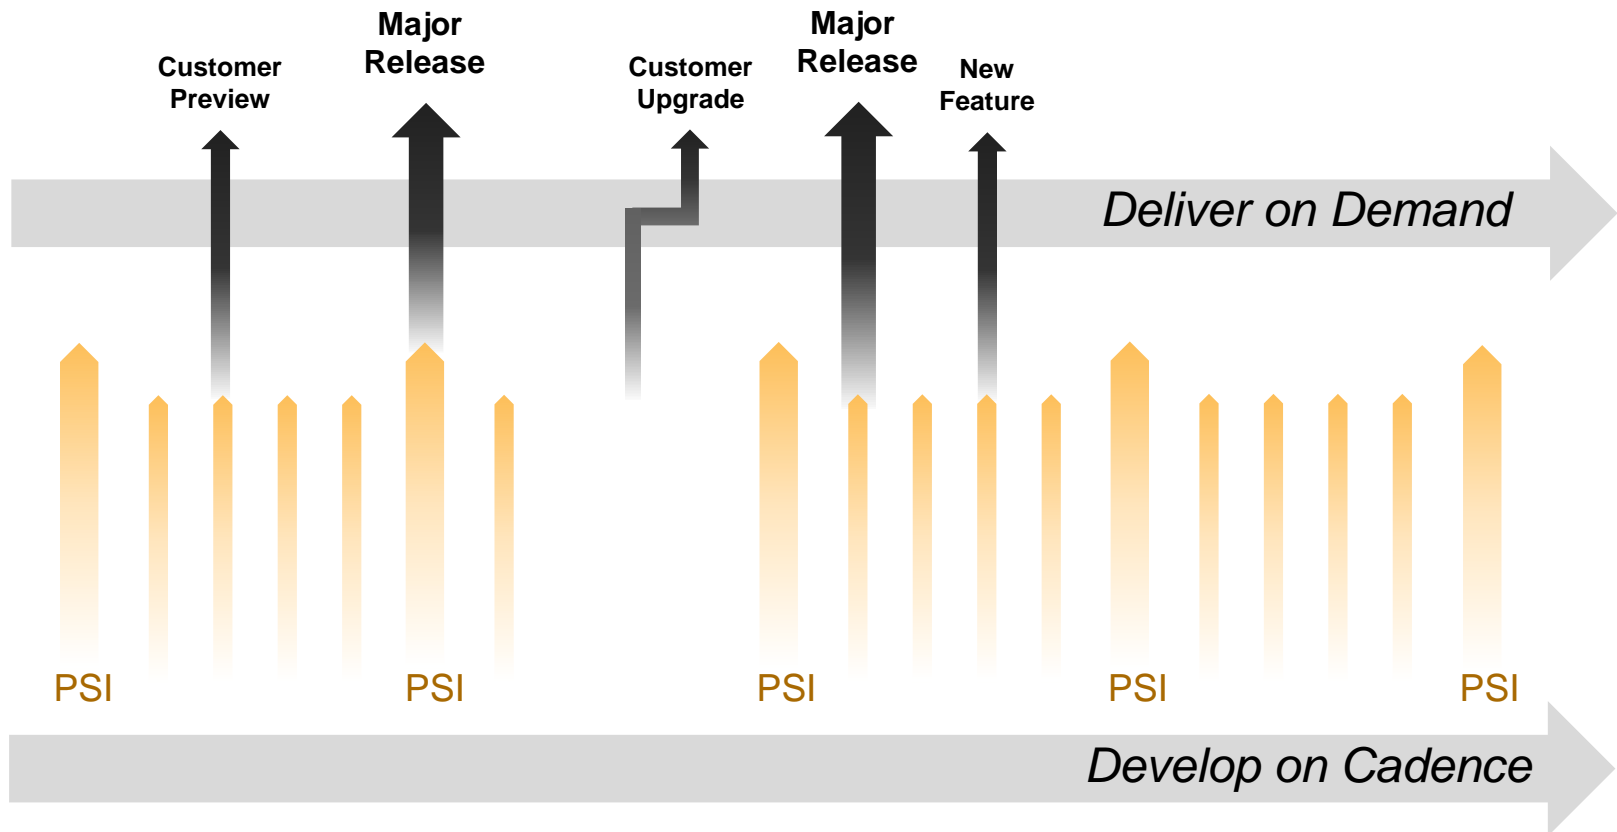 Major
Release
Customer
Preview
Customer
Upgrade
Major
Release
New
Feature
Deliver on Demand
PSI
PSI
PSI
PSI
PSI
Develop on Cadence